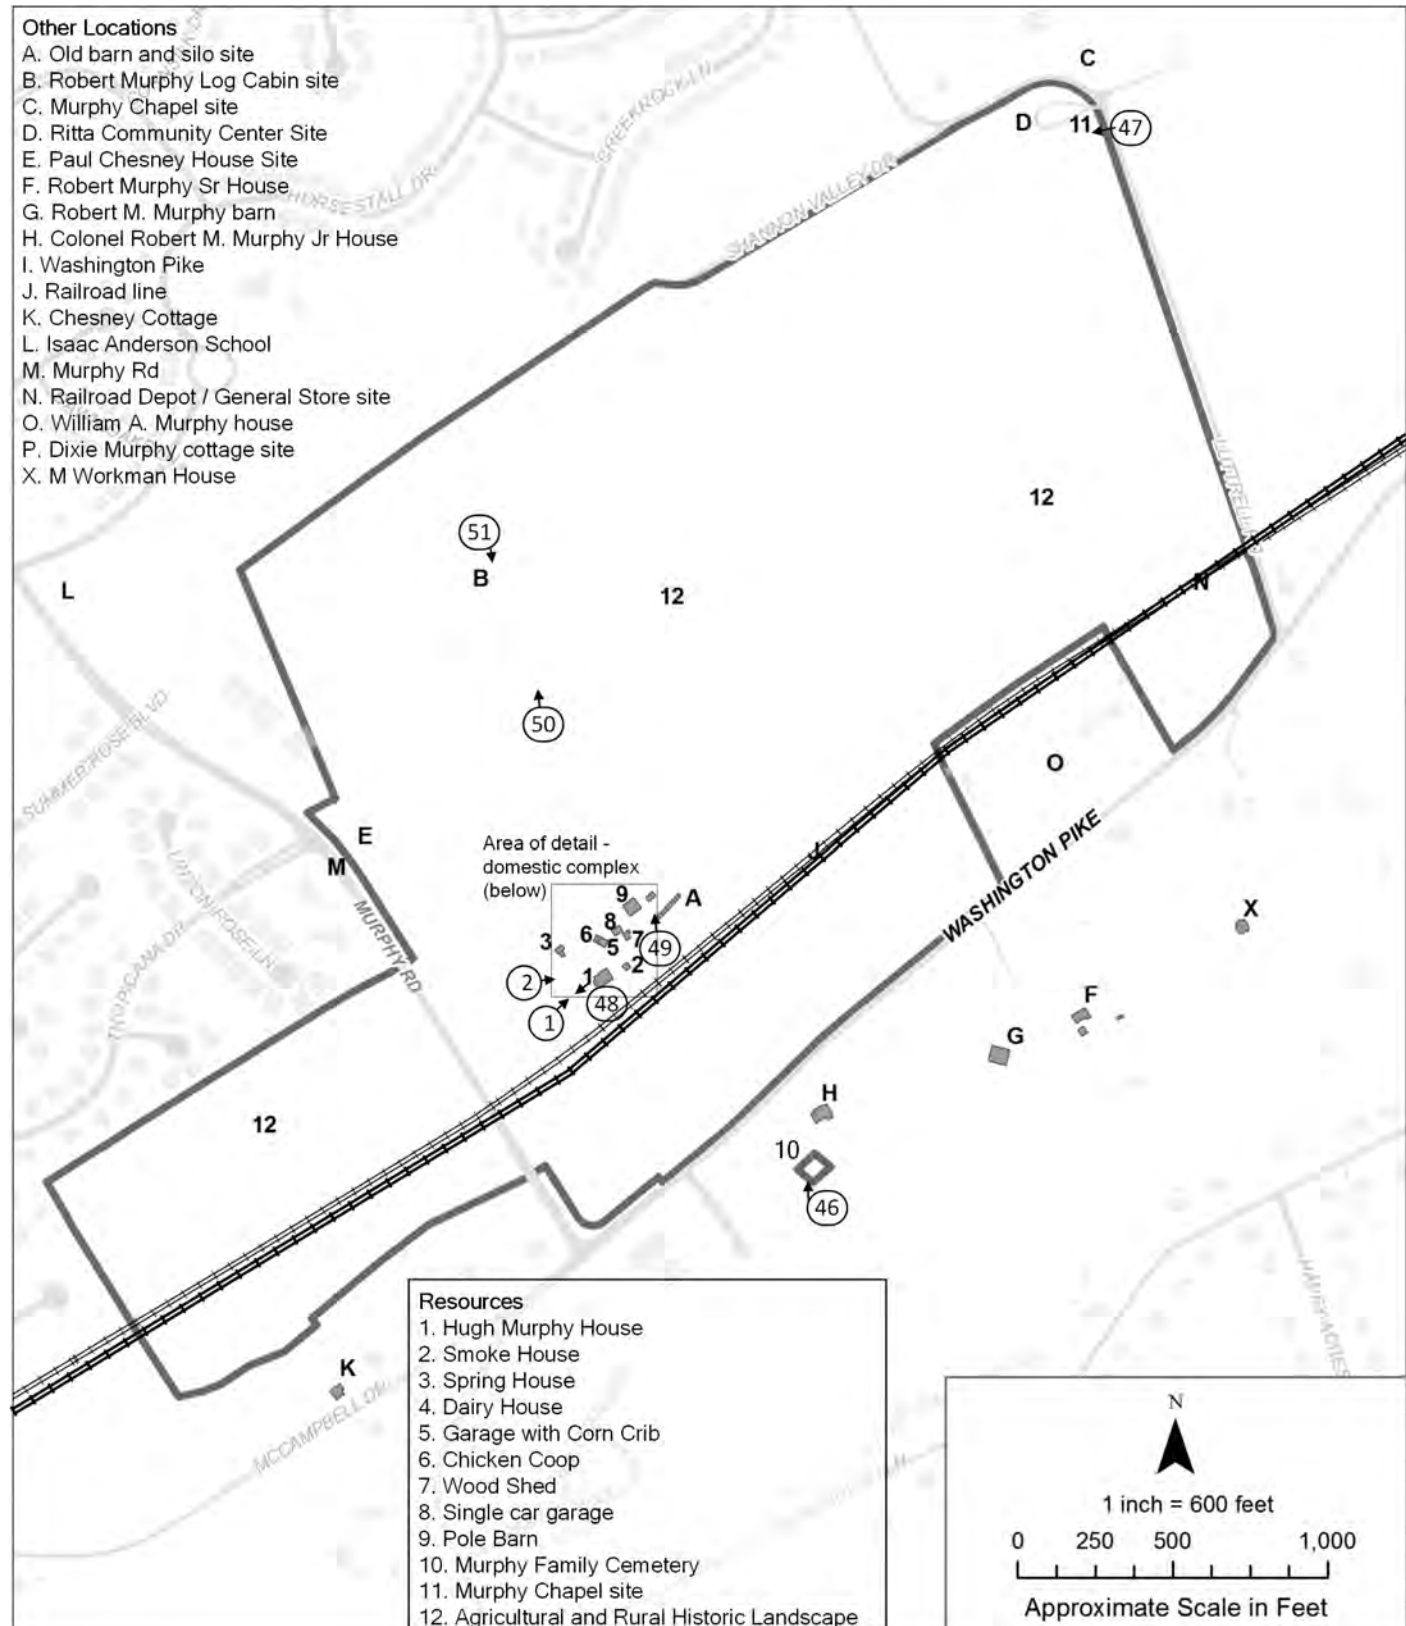 Other Locations
A. Old barn and silo site
B. Robert Murphy Log Cabin site
C. Murphy Chapel site
D. Ritta Community Center Site
E. Paul Chesney House Site
F. Robert Murphy Sr House
G. Robert M. Murphy barn
H. Colonel Robert M. Murphy Jr House
I. Washington Pike
J. Railroad line
K. Chesney Cottage
L. Isaac Anderson School
M. Murphy Rd
N. Railroad Depot / General Store site
O. William A. Murphy house
P. Dixie Murphy cottage site
X. M Workman House
HORSESTALL DR
CREEKROCK LN
SHANNON VALLEY DR
C
D
11
47
LUTTRELL RD
12
51
B
12
N
L
50
SUMMER ROSE BLVD
O
E
M
J
Area of detail -
domestic complex
(below)
WASHINGTON PIKE
MURPHY RD
TROPICANA DR
9
A
8
6
7
5
3
49
2
1
2
48
1
X
F
G
H
10
46
12
K
MCCAMPBELL DR
Resources
1. Hugh Murphy House
2. Smoke House
3. Spring House
4. Dairy House
5. Garage with Corn Crib
6. Chicken Coop
7. Wood Shed
8. Single car garage
9. Pole Barn
10. Murphy Family Cemetery
11. Murphy Chapel site
12. Agricultural and Rural Historic Landscape
N
1 inch = 600 feet
0 250 500 1,000
Approximate Scale in Feet